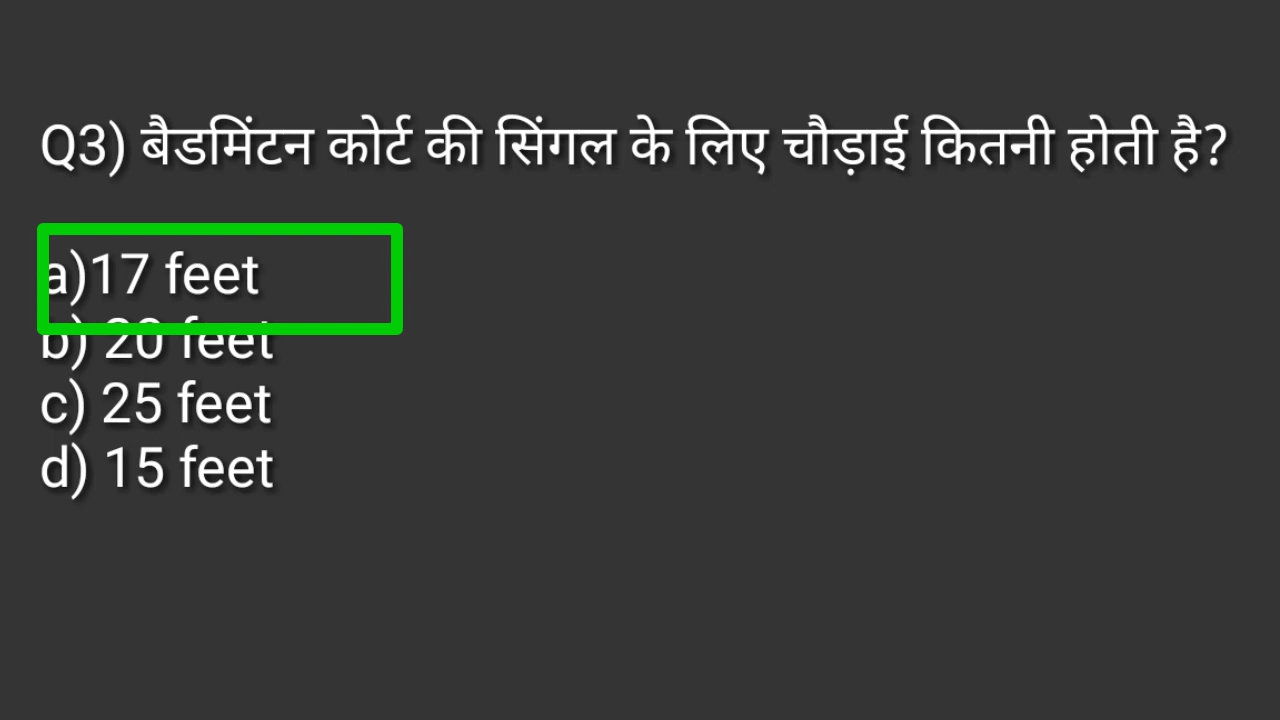 Q3) बैडमिंटन कोर्ट की सिंगल के लिए चौड़ाई कितनी होती है?
a)17 feet
b) 20 feet
c) 25 feet
d) 15 feet